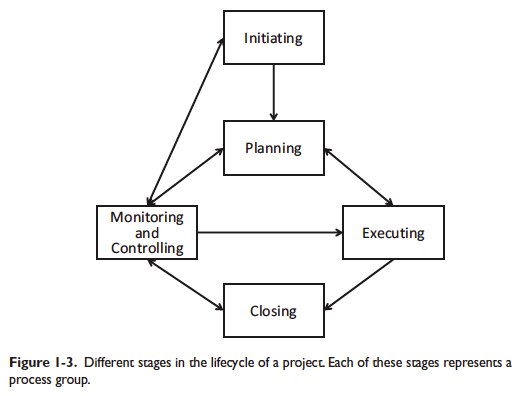 Initiating
Planning
Monitoring
and
Controlling
Executing
Closing
Figure 1-3. Different stages in the lifecycle of a project. Each of these stages represents a
process group.